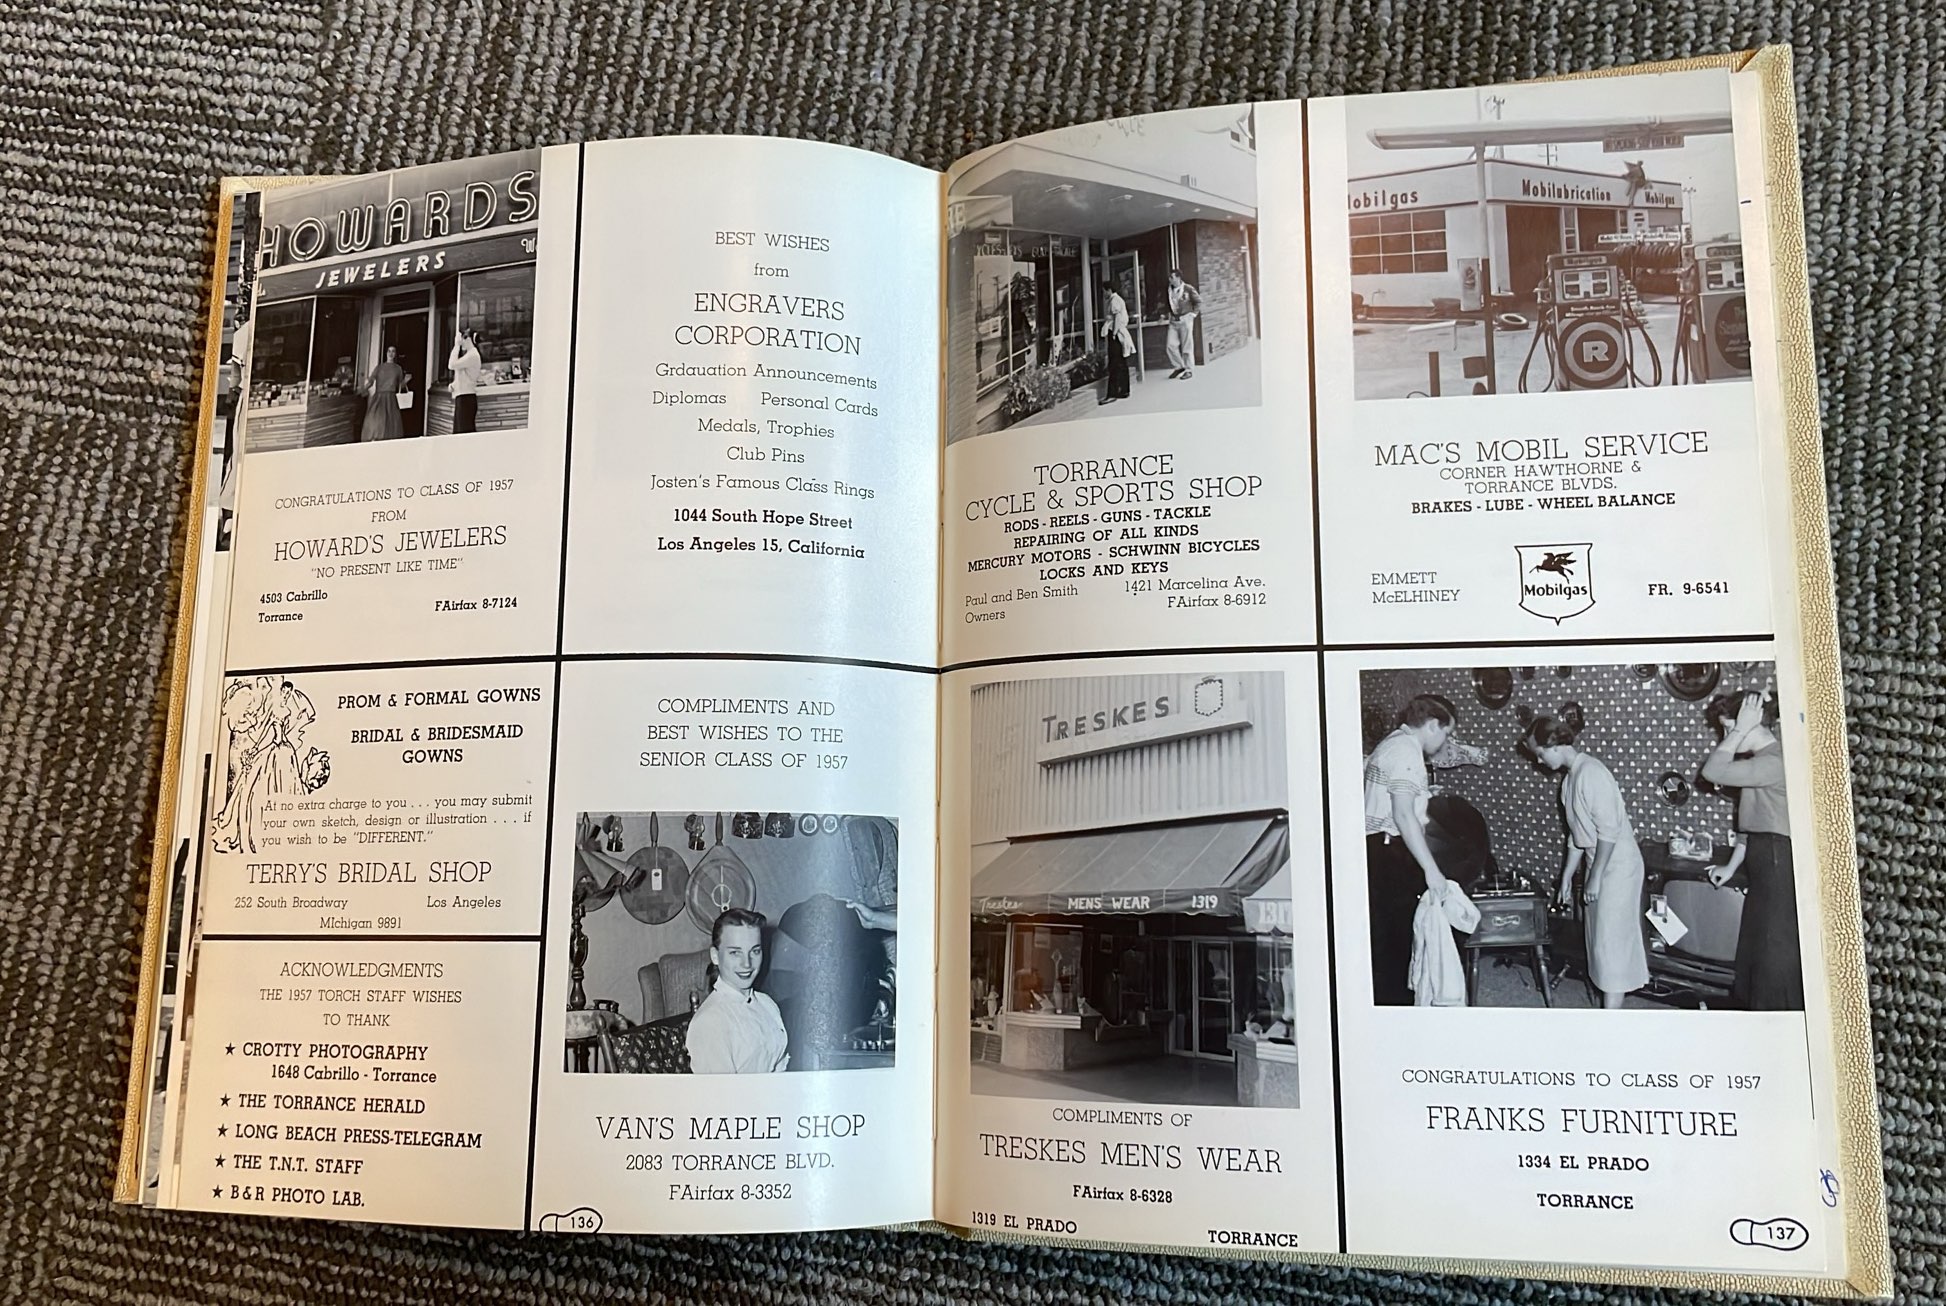 HOWARDS
JEWELERS
CONGRATULATIONS TO CLASS OF 1957
FROM
HOWARD'S JEWELERS
"NO PRESENT LIKE TIME"
4503 Cabrillo
Torrance
FAirfax 8-7124
BEST WISHES
from
ENGRAVERS
CORPORATION
Grdauation Announcements
Diplomas Personal Cards
Medals, Trophies
Club Pins
Josten's Famous Class Rings
1044 South Hope Street
Los Angeles 15, California
PROM & FORMAL GOWNS
BRIDAL & BRIDESMAID
GOWNS
At no extra charge to you . . . you may submit
your own sketch, design or illustration . . . if
you wish to be "DIFFERENT."
TERRY'S BRIDAL SHOP
252 South Broadway Los Angeles
MIchigan 9891
ACKNOWLEDGMENTS
THE 1957 TORCH STAFF WISHES
TO THANK
★ CROTTY PHOTOGRAPHY
1648 Cabrillo - Torrance
★ THE TORRANCE HERALD
★ LONG BEACH PRESS-TELEGRAM
★ THE T.N.T. STAFF
★ B & R PHOTO LAB.
COMPLIMENTS AND
BEST WISHES TO THE
SENIOR CLASS OF 1957
VAN'S MAPLE SHOP
2083 TORRANCE BLVD.
FAirfax 8-3352
136
TORRANCE
CYCLE & SPORTS SHOP
RODS - REELS - GUNS - TACKLE
REPAIRING OF ALL KINDS
MERCURY MOTORS - SCHWINN BICYCLES
LOCKS AND KEYS
Paul and Ben Smith
Owners
1421 Marcelina Ave.
FAirfax 8-6912
Mobilgas
Mobilubrication
Mobilgas
R
MAC'S MOBIL SERVICE
CORNER HAWTHORNE &
TORRANCE BLVDS.
BRAKES - LUBE - WHEEL BALANCE
EMMETT
McELHINEY
Mobilgas
FR. 9-6541
TRESKES
Treskes MENS WEAR 1319
131
COMPLIMENTS OF
TRESKES MEN'S WEAR
FAirfax 8-6328
1319 EL PRADO
TORRANCE
CONGRATULATIONS TO CLASS OF 1957
FRANKS FURNITURE
1334 EL PRADO
TORRANCE
137